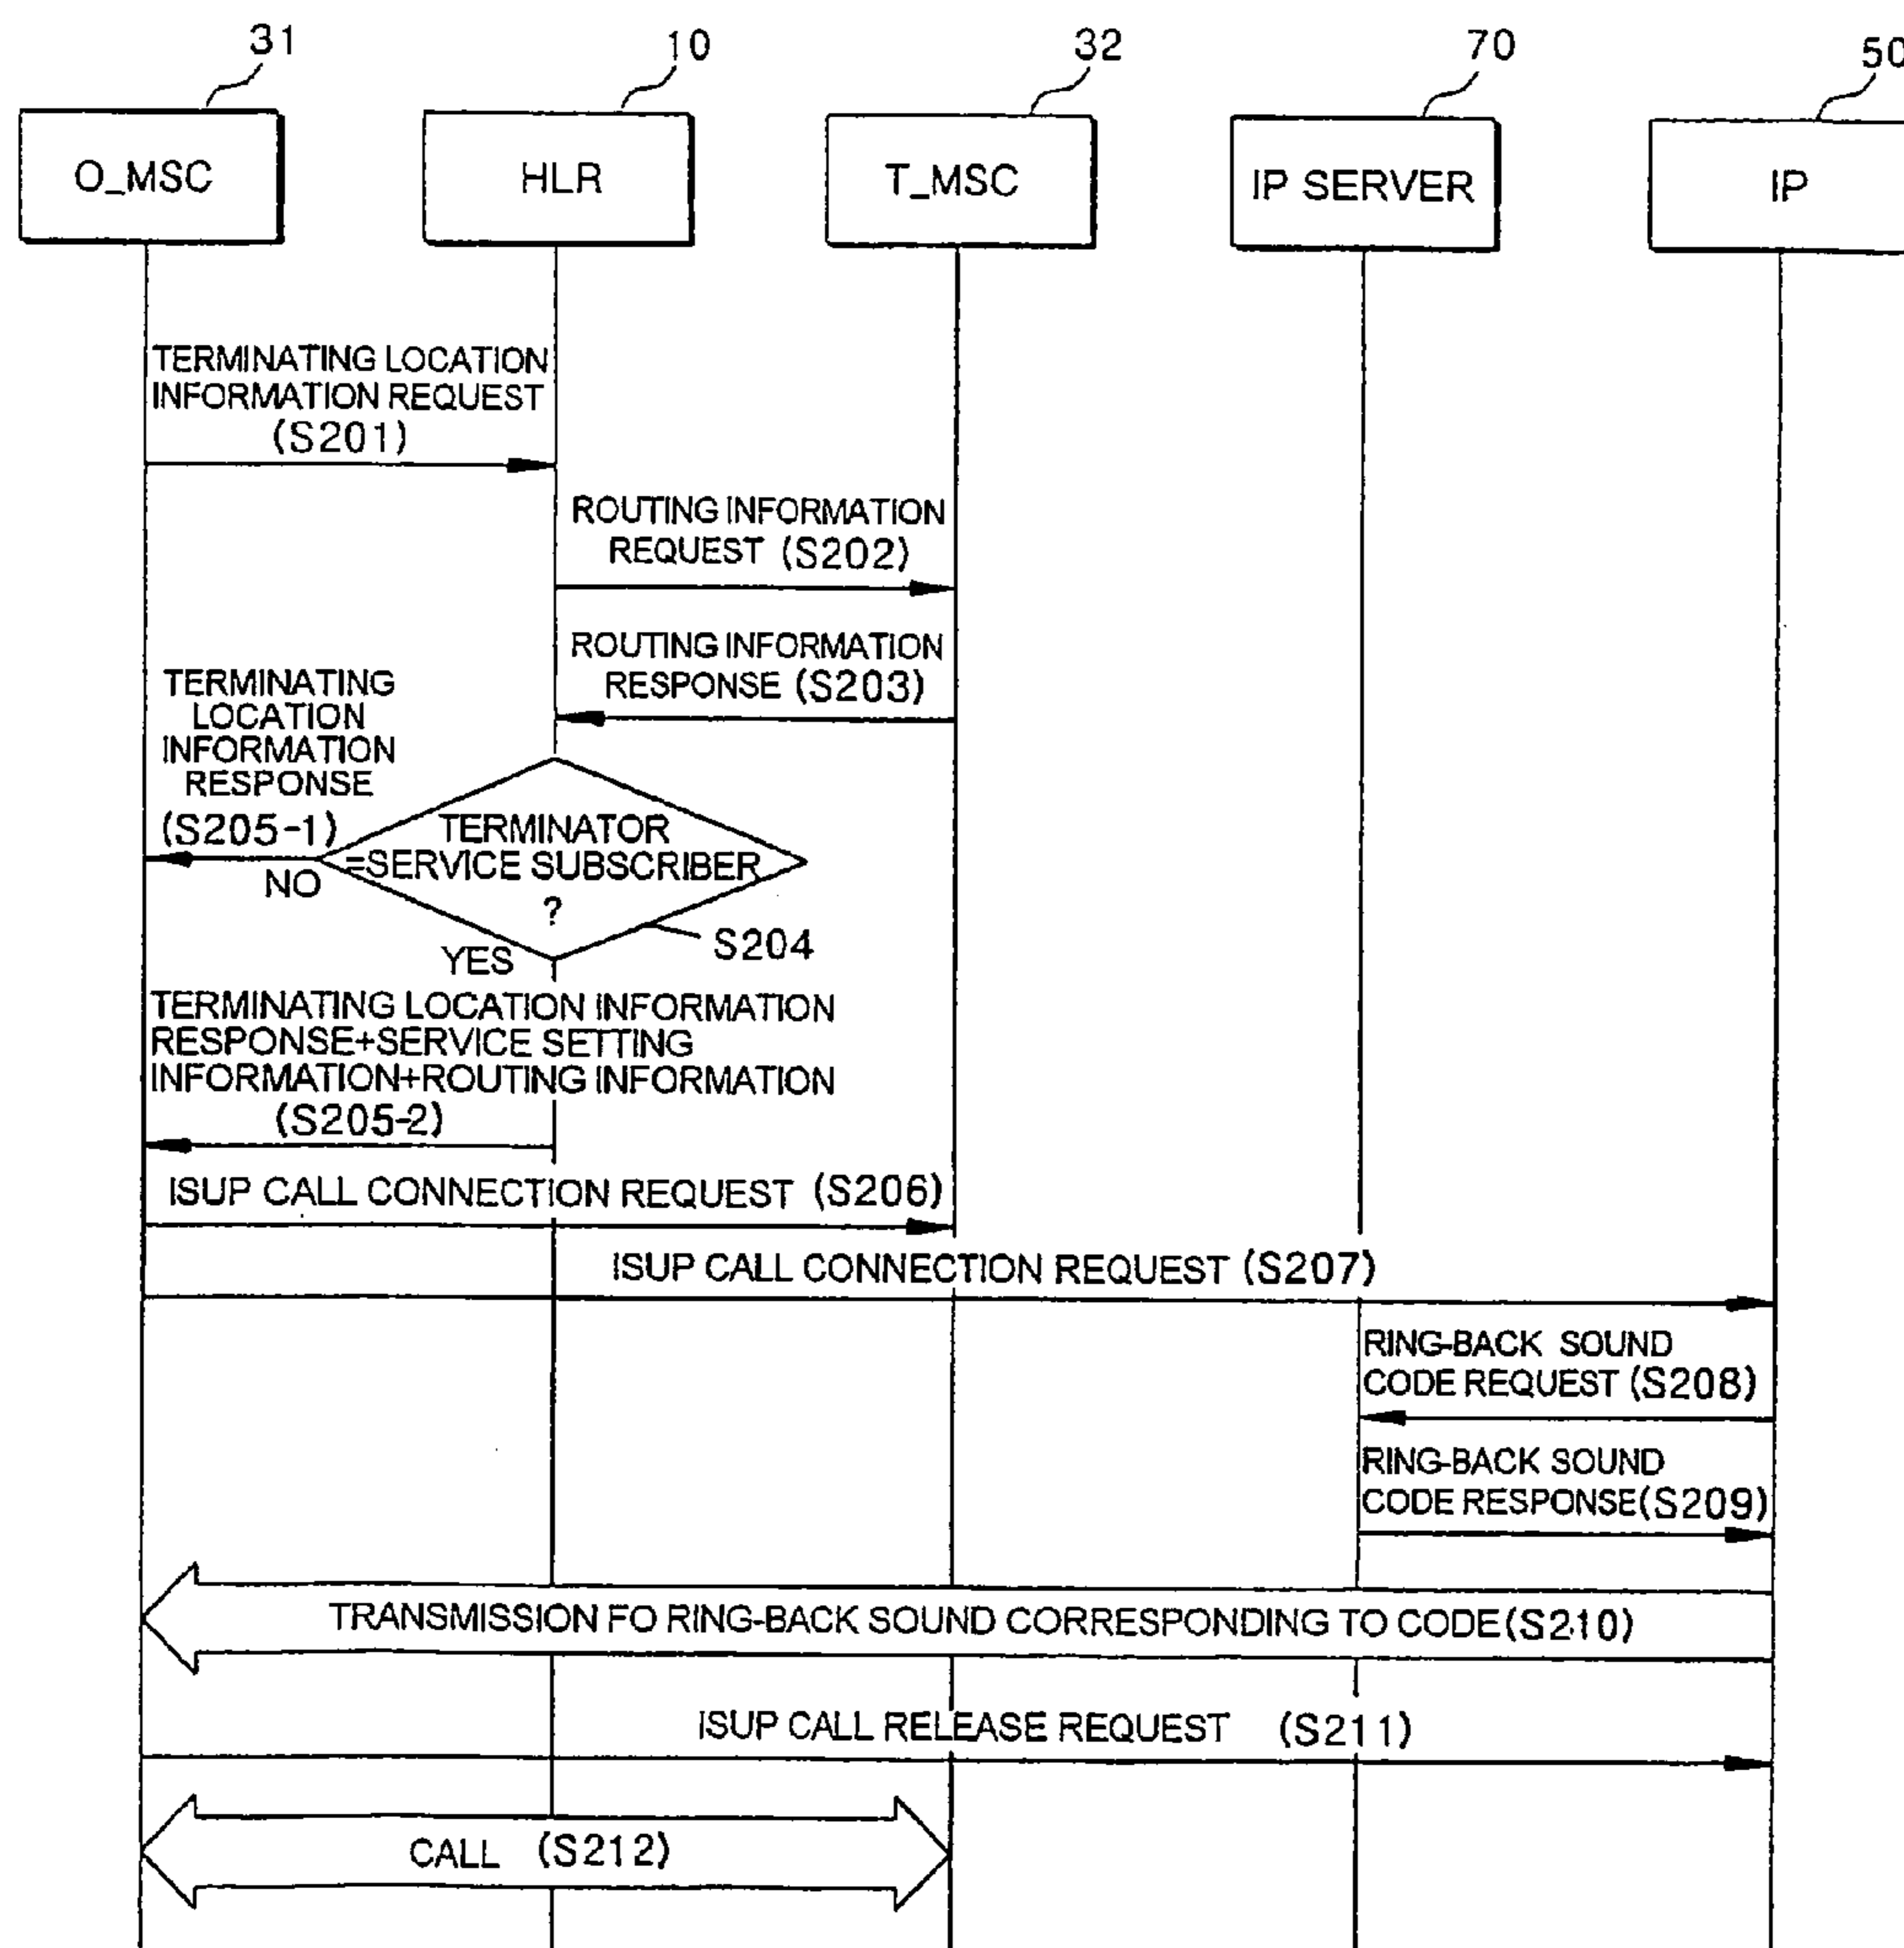 31
10
32
70
50
O_MSC
HLR
T_MSC
IP SERVER
IP
TERMINATING LOCATION
INFORMATION REQUEST
(S201)
ROUTING INFORMATION
REQUEST (S202)
ROUTING INFORMATION
RESPONSE (S203)
TERMINATING
LOCATION
INFORMATION
RESPONSE
(S205-1)
NO
TERMINATOR
=SERVICE SUBSCRIBER
?
S204
YES
TERMINATING LOCATION INFORMATION
RESPONSE+SERVICE SETTING
INFORMATION+ROUTING INFORMATION
(S205-2)
ISUP CALL CONNECTION REQUEST (S206)
ISUP CALL CONNECTION REQUEST (S207)
RING-BACK SOUND
CODE REQUEST (S208)
RING-BACK SOUND
CODE RESPONSE(S209)
TRANSMISSION FO RING-BACK SOUND CORRESPONDING TO CODE(S210)
ISUP CALL RELEASE REQUEST (S211)
CALL (S212)